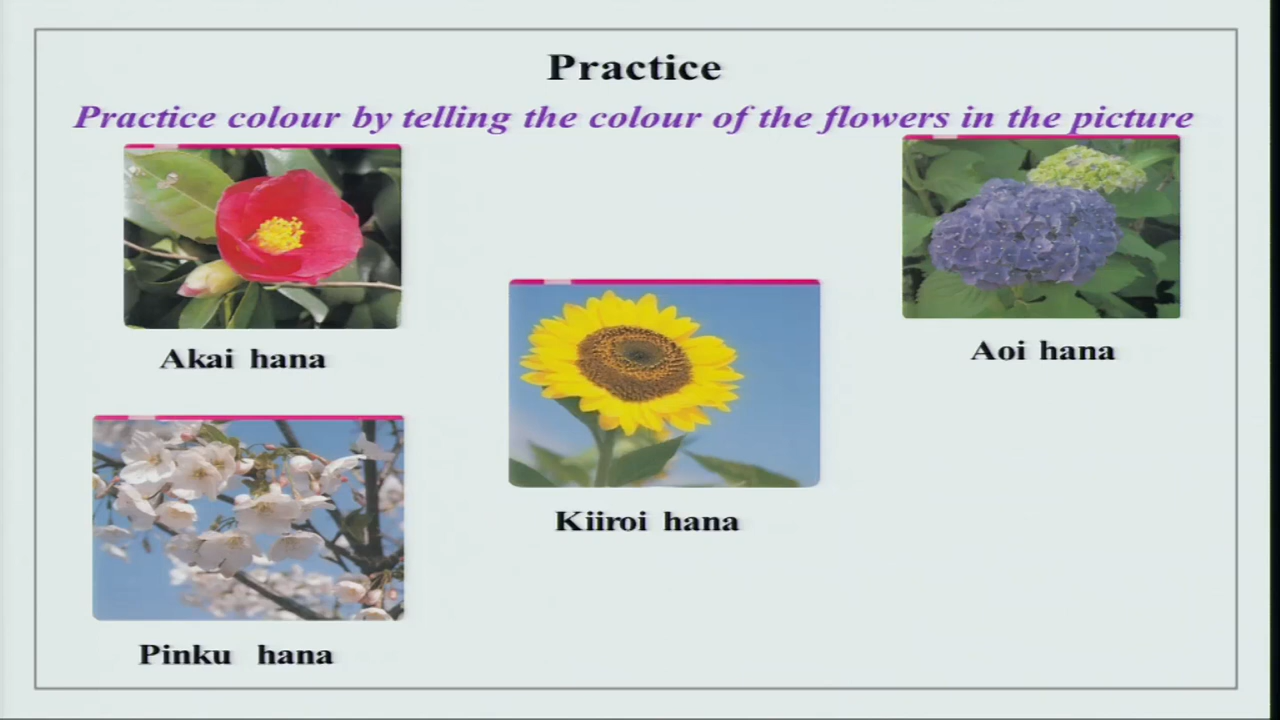 Practice
Practice colour by telling the colour of the flowers in the picture
Akai hana
Aoi hana
Kiiroi hana
Pinku hana